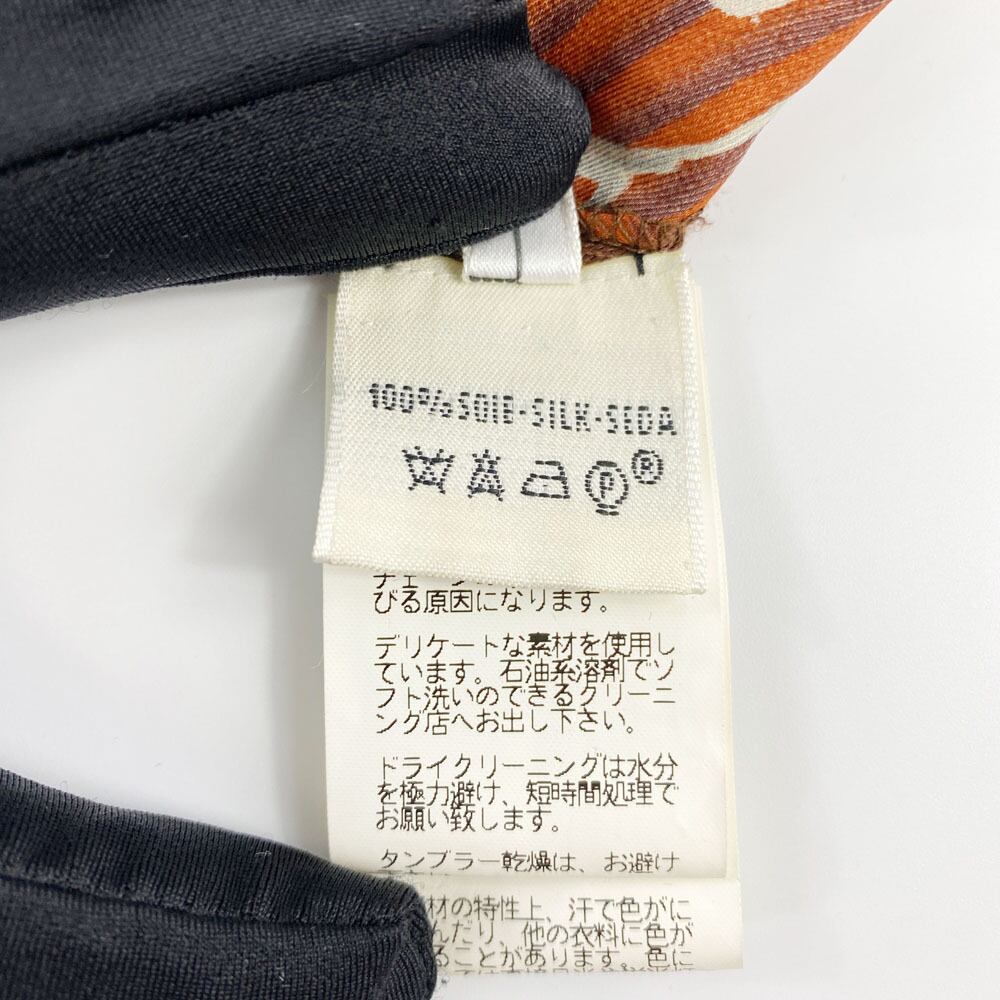 100%SOIE-SILK-SEDA
P ®
びる原因になります。
デリケートな素材を使用し
ています。石油系溶剤でソ
フト洗いのできるクリーニ
ング店へお出し下さい。
ドライクリーニングは水分
を極力避け、短時間処理で
お願い致します。
タンブラー乾燥は、お避け
材の特性上、汗で色がに
んだり、他の衣料に色が
ることがあります。色に